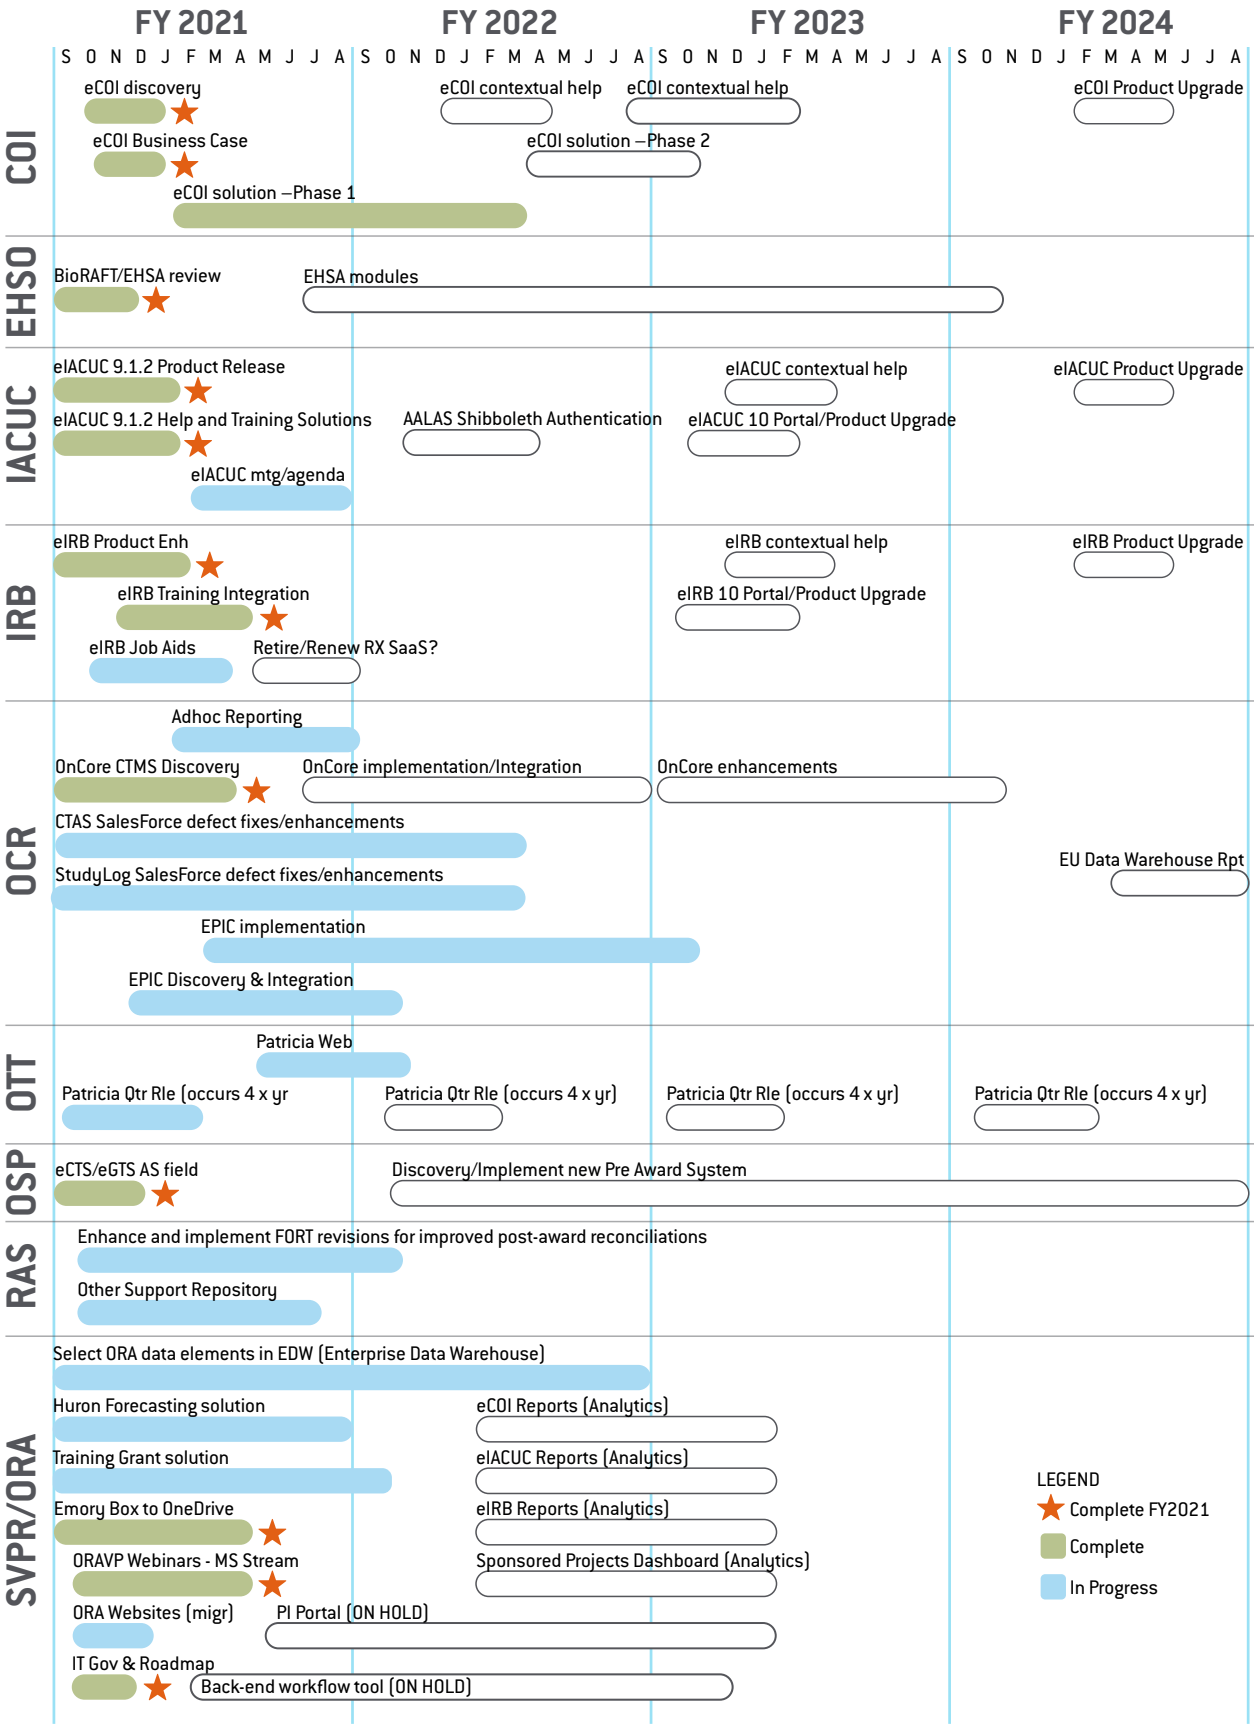 FY 2021 FY 2022 FY 2023 FY 2024
S O N D J F M A M J J A S O N D J F M A M J J A S O N D J F M A M J J A S O N D J F M A M J J A
COI
eCOI discovery eCOI contextual help eCOI contextual help eCOI Product Upgrade
eCOI Business Case eCOI solution –Phase 2
eCOI solution –Phase 1
EHSO
BioRAFT/EHSA review EHSA modules
IACUC
eIACUC 9.1.2 Product Release eIACUC contextual help eIACUC Product Upgrade
eIACUC 9.1.2 Help and Training Solutions AALAS Shibboleth Authentication eIACUC 10 Portal/Product Upgrade
eIACUC mtg/agenda
IRB
eIRB Product Enh eIRB contextual help eIRB Product Upgrade
eIRB Training Integration eIRB 10 Portal/Product Upgrade
eIRB Job Aids Retire/Renew RX SaaS?
OCR
Adhoc Reporting
OnCore CTMS Discovery OnCore implementation/Integration OnCore enhancements
CTAS SalesForce defect fixes/enhancements
EU Data Warehouse Rpt
StudyLog SalesForce defect fixes/enhancements
EPIC implementation
EPIC Discovery & Integration
OTT
Patricia Web
Patricia Qtr Rle (occurs 4 x yr Patricia Qtr Rle (occurs 4 x yr) Patricia Qtr Rle (occurs 4 x yr) Patricia Qtr Rle (occurs 4 x yr)
OSP
eCTS/eGTS AS field Discovery/Implement new Pre Award System
RAS
Enhance and implement FORT revisions for improved post-award reconciliations
Other Support Repository
SVPR/ORA
Select ORA data elements in EDW (Enterprise Data Warehouse)
Huron Forecasting solution eCOI Reports (Analytics)
Training Grant solution eIACUC Reports (Analytics)
Emory Box to OneDrive eIRB Reports (Analytics)
ORAVP Webinars - MS Stream Sponsored Projects Dashboard (Analytics)
ORA Websites (migr) PI Portal (ON HOLD)
IT Gov & Roadmap
Back-end workflow tool (ON HOLD)
LEGEND
Complete FY2021
Complete
In Progress